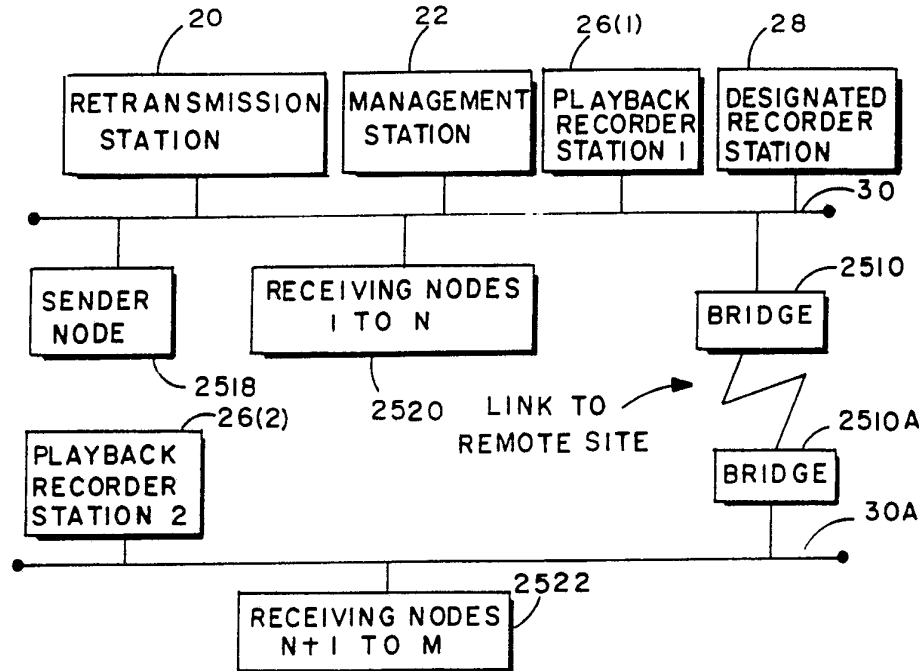 20
22
26(1)
28
RETRANSMISSION
STATION
MANAGEMENT
STATION
PLAYBACK
RECORDER
STATION 1
DESIGNATED
RECORDER
STATION
30
2510
SENDER
NODE
RECEIVING NODES
1 TO N
BRIDGE
2518
2520
LINK TO
REMOTE SITE
26(2)
2510A
PLAYBACK
RECORDER
STATION 2
BRIDGE
30A
2522
RECEIVING NODES
N+1 TO M